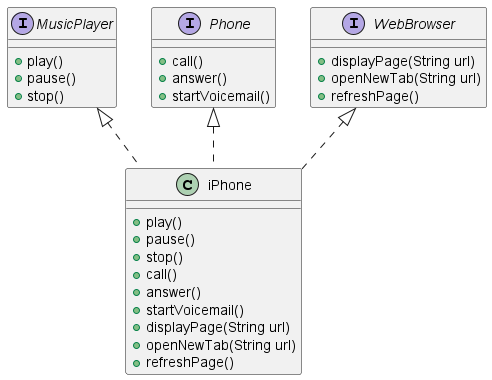 I MusicPlayer
play()
pause()
stop()
I Phone
call()
answer()
startVoicemail()
I WebBrowser
displayPage(String url)
openNewTab(String url)
refreshPage()
C iPhone
play()
pause()
stop()
call()
answer()
startVoicemail()
displayPage(String url)
openNewTab(String url)
refreshPage()